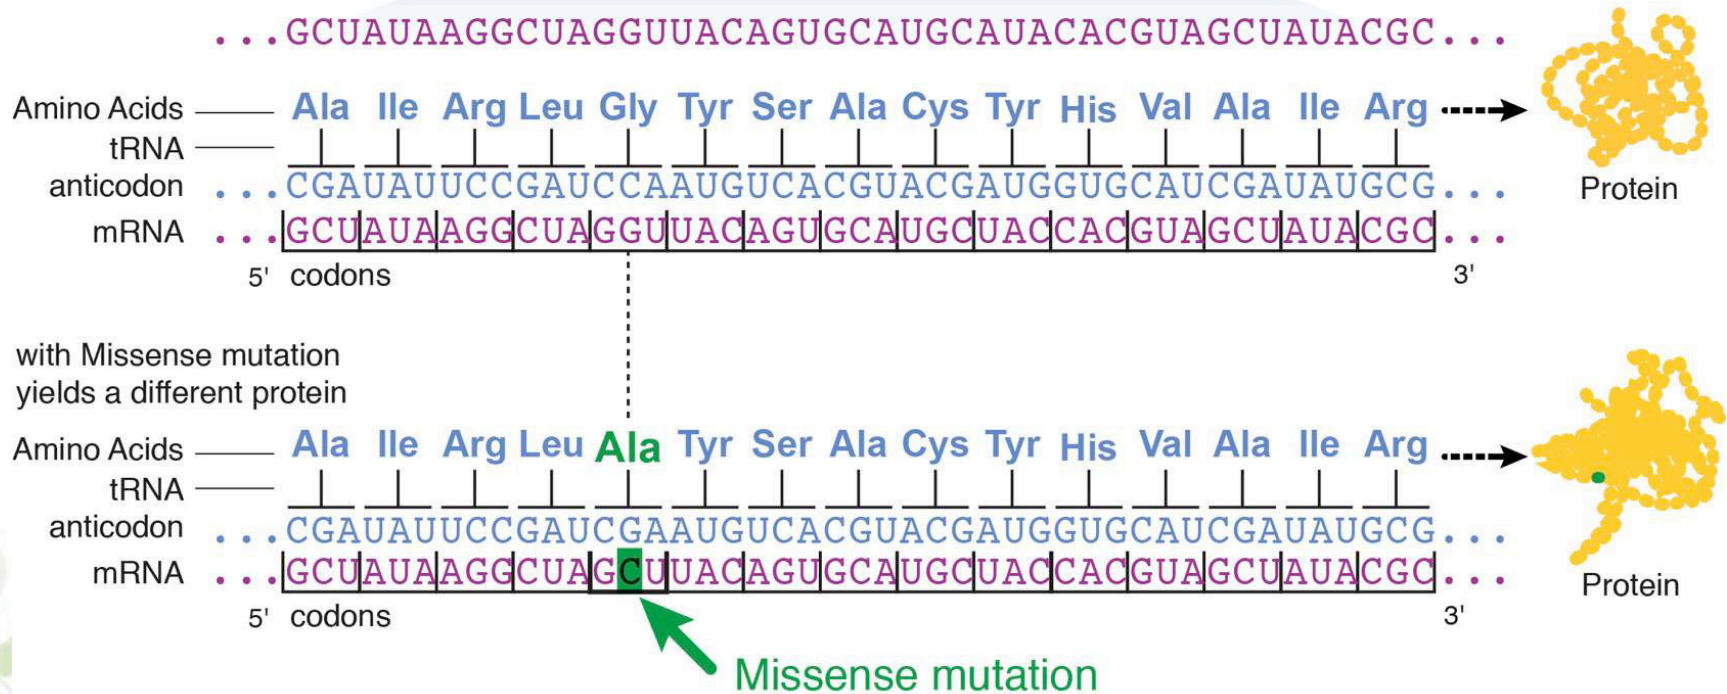 ...GCUAUAAGGCUAGGUUACAGUGCAUGCAUACACGUAGCUAUACGC...
Amino Acids Ala Ile Arg Leu Gly Tyr Ser Ala Cys Tyr His Val Ala Ile Arg
tRNA
anticodon ...CGAUAUUCCGAUCCAAUGUCACGUACGAUGGUGCAUCGAUAUGCG...
Protein
mRNA ...GCUAUAAGGCUAGGUUACAGUGCAUGCUACCACGUAGCUAUACGC...
5' codons 3'
with Missense mutation
yields a different protein
Amino Acids Ala Ile Arg Leu Ala Tyr Ser Ala Cys Tyr His Val Ala Ile Arg
tRNA
anticodon ...CGAUAUUCCGAUCGAAUGUCACGUACGAUGGUGCAUCGAUAUGCG...
mRNA ...GCUAUAAGGCUAGCUUACAGUGCAUGCUACCACGUAGCUAUACGC...
Protein
5' codons 3'
Missense mutation